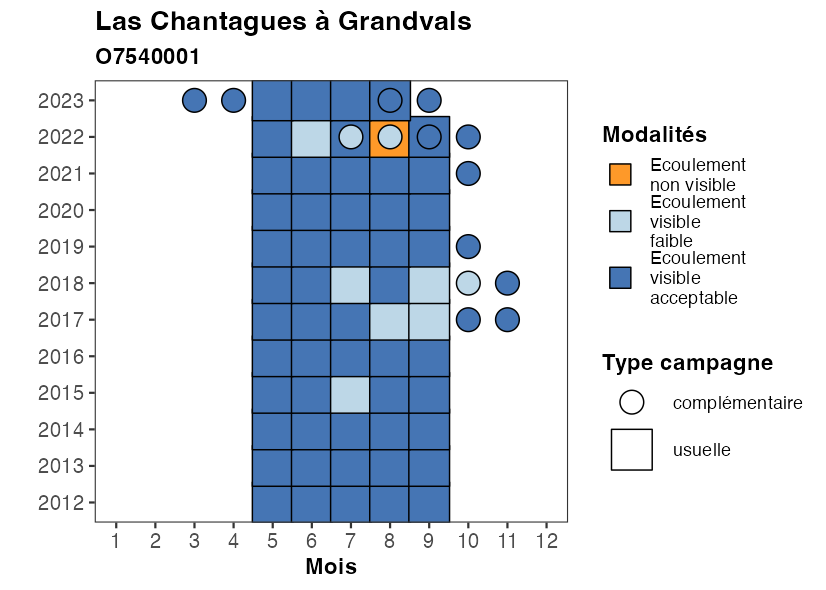 Las Chantagues à Grandvals
O7540001
2023
2022
2021
2020
2019
2018
2017
2016
2015
2014
2013
2012
1 2 3 4 5 6 7 8 9 10 11 12
Mois
Modalités
Ecoulement
non visible
Ecoulement
visible
faible
Ecoulement
visible
acceptable
Type campagne
complémentaire
usuelle